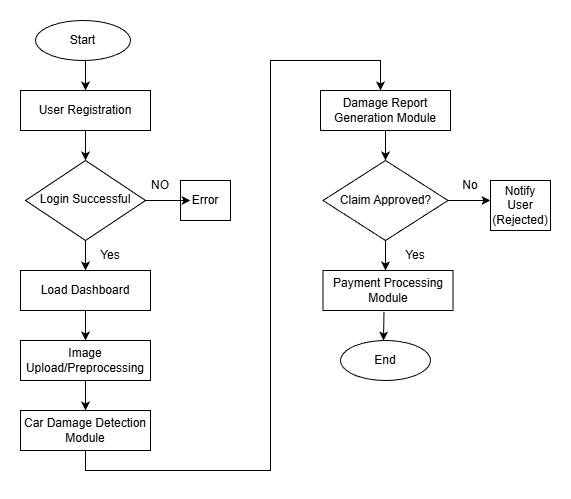 Start
User Registration
Login Successful
NO
Error
Yes
Load Dashboard
Image
Upload/Preprocessing
Car Damage Detection
Module
Damage Report
Generation Module
Claim Approved?
No
Notify
User
(Rejected)
Yes
Payment Processing
Module
End